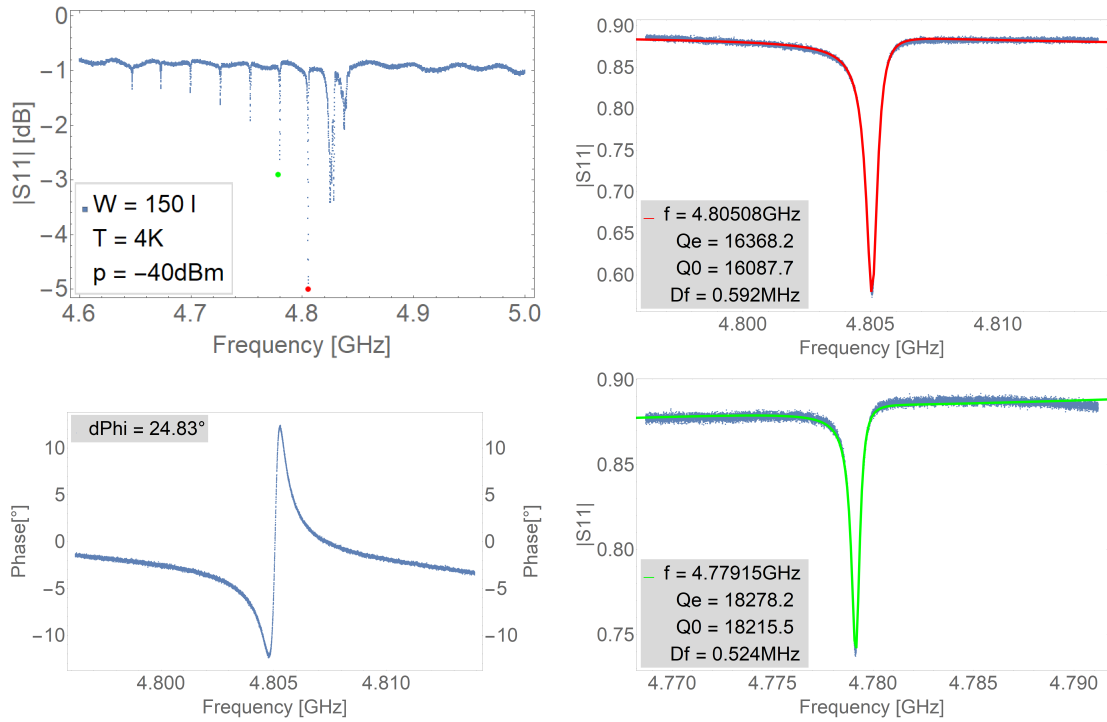 0
−1
−2
−3
−4
−5
|S11| [dB]
W = 150 l
T = 4K
p = −40dBm
4.6
4.7
4.8
4.9
5.0
Frequency [GHz]
0.90
0.85
0.80
0.75
0.70
0.65
0.60
|S11|
f = 4.80508GHz
Qe = 16368.2
Q0 = 16087.7
Df = 0.592MHz
4.800
4.805
4.810
Frequency [GHz]
dPhi = 24.83°
10
5
0
−5
−10
Phase[°]
10
5
0
−5
−10
Phase[°]
4.800
4.805
4.810
Frequency [GHz]
0.90
0.85
0.80
0.75
|S11|
f = 4.77915GHz
Qe = 18278.2
Q0 = 18215.5
Df = 0.524MHz
4.770
4.775
4.780
4.785
4.790
Frequency [GHz]